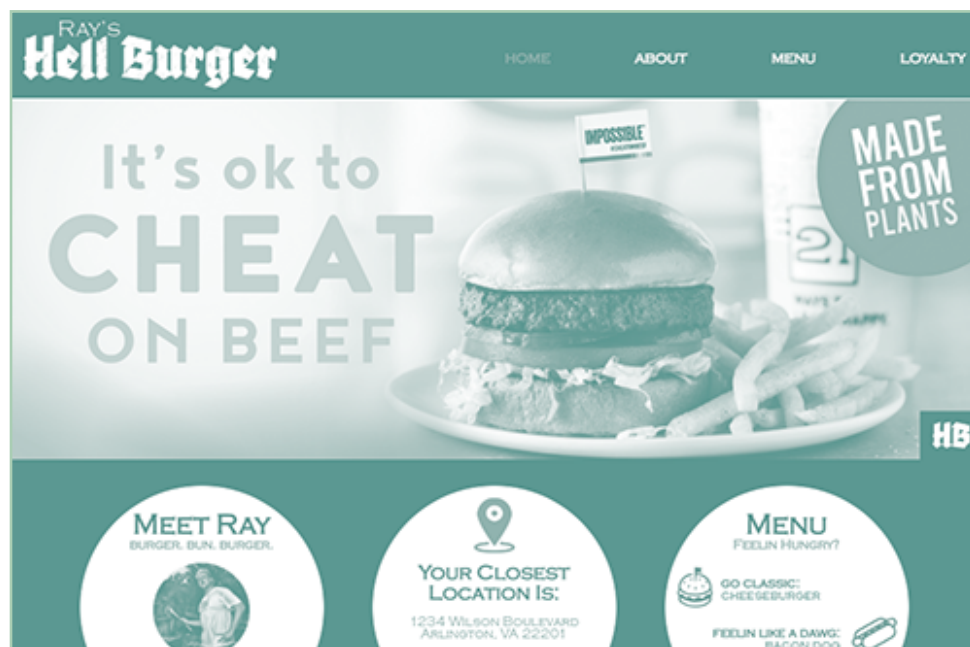 RAY'S
Hell Burger
HOME
ABOUT
MENU
LOYALTY
It's ok to
CHEAT
ON BEEF
IMPOSSIBLE
MADE
FROM
PLANTS
HB
MEET RAY
BURGER. BUN. BURGER.
YOUR CLOSEST
LOCATION IS:
1234 WILSON BOULEVARD
ARLINGTON, VA 22201
MENU
FEELIN HUNGRY?
GO CLASSIC:
CHEESEBURGER
FEELIN LIKE A DAWG:
BACON DOG